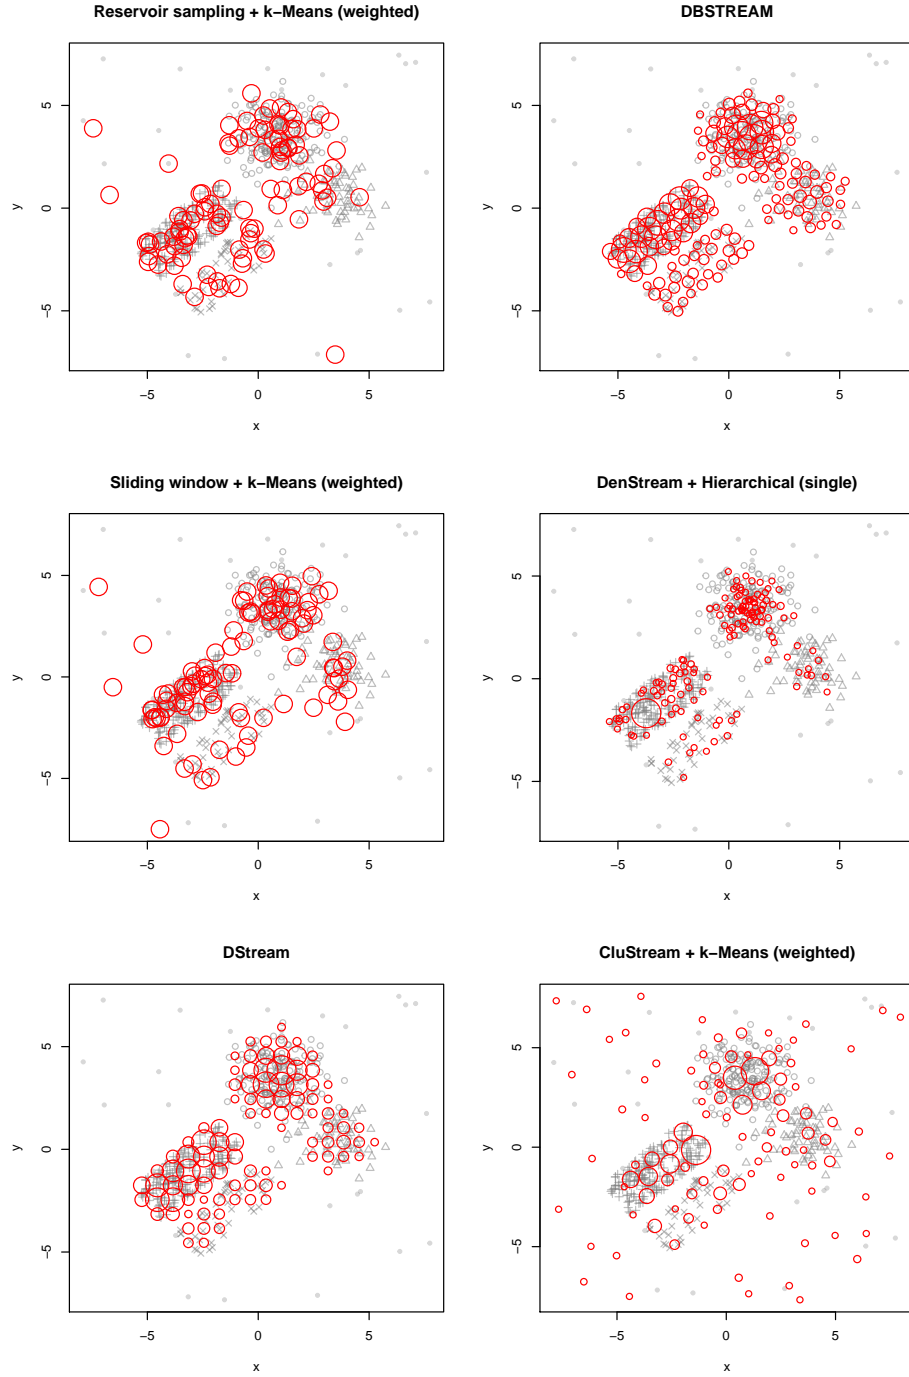 Reservoir sampling + k−Means (weighted)
5
0
−5
y
−5 0 5
x
DBSTREAM
5
0
−5
y
−5 0 5
x
Sliding window + k−Means (weighted)
5
0
−5
y
−5 0 5
x
DenStream + Hierarchical (single)
5
0
−5
y
−5 0 5
x
DStream
5
0
−5
y
−5 0 5
x
CluStream + k−Means (weighted)
5
0
−5
y
−5 0 5
x